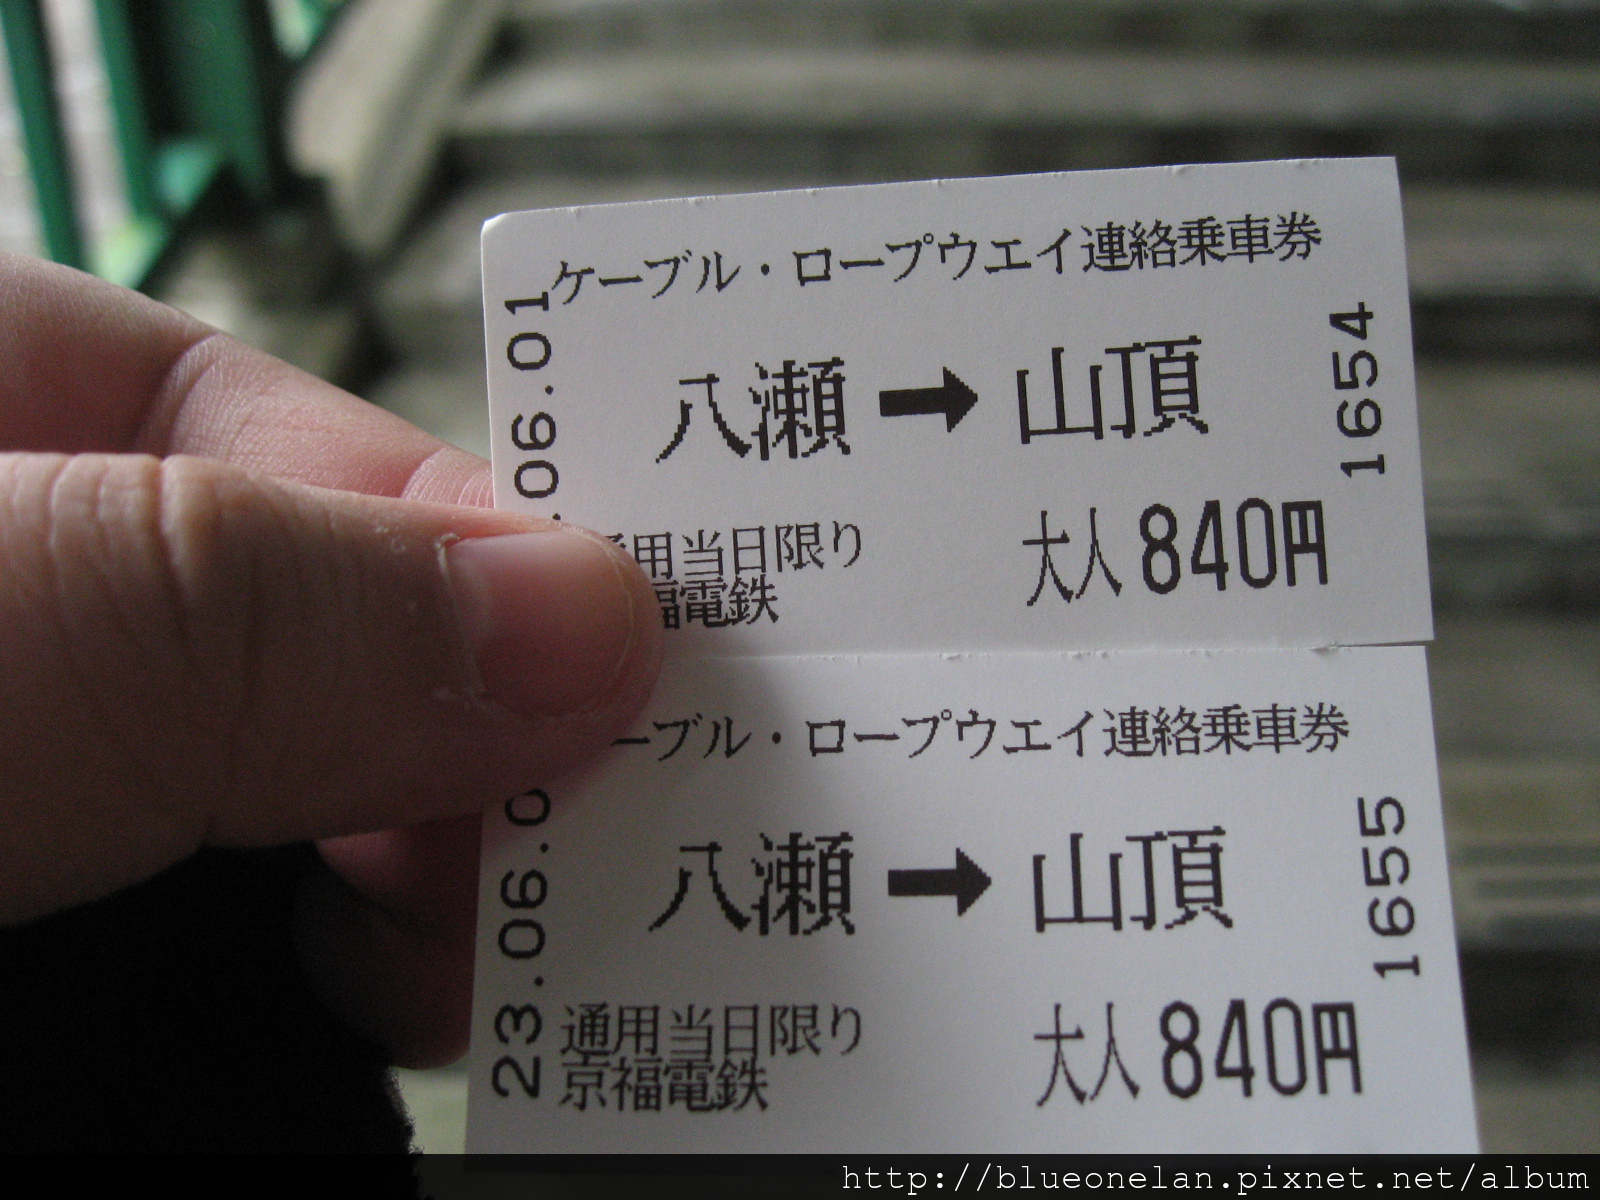 ケーブル・ロープウエイ連絡乗車券
八瀬➡山頂
大人840円
用当日限り
福電鉄
.06.01
1654
ーブル・ロープウエイ連絡乗車券
八瀬➡山頂
大人840円
通用当日限り
京福電鉄
23.06.0
1655
http://blueonelan.pixnet.net/album